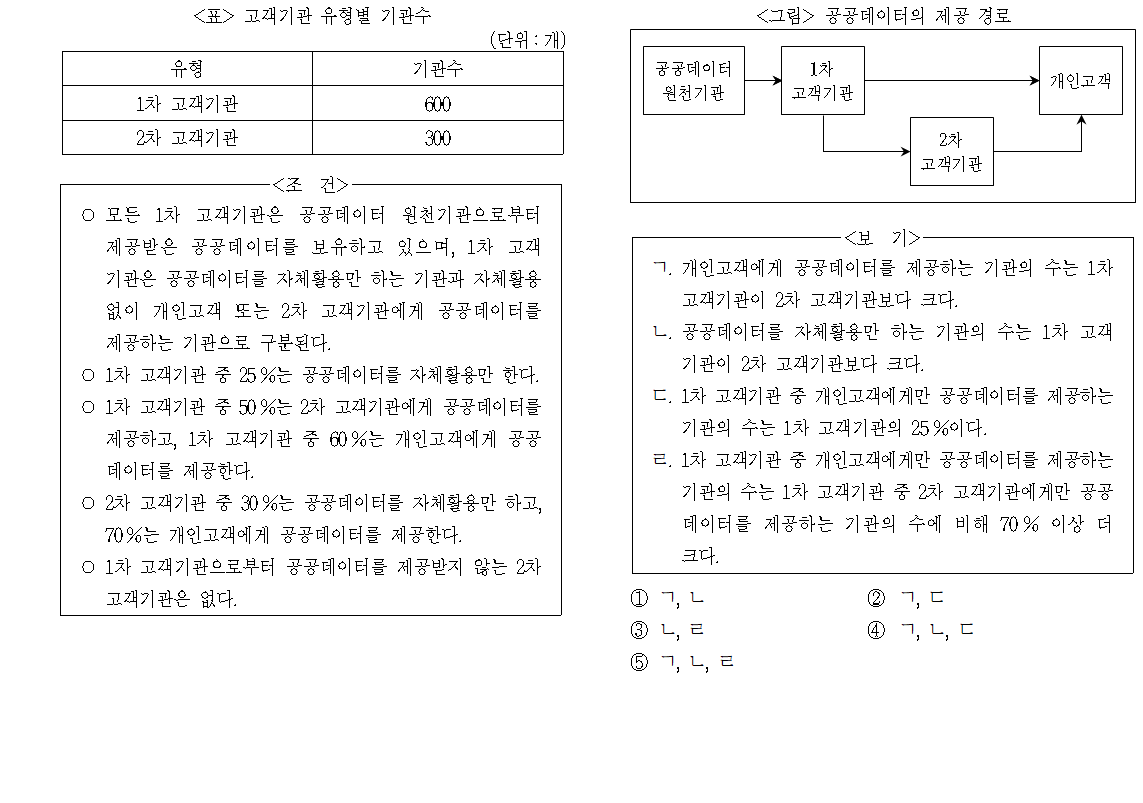 <표> 고객기관 유형별 기관수
(단위 : 개)
유형 기관수
1차 고객기관 600
2차 고객기관 300
<조 건>
○ 모든 1차 고객기관은 공공데이터 원천기관으로부터
제공받은 공공데이터를 보유하고 있으며, 1차 고객
기관은 공공데이터를 자체활용만 하는 기관과 자체활용
없이 개인고객 또는 2차 고객기관에게 공공데이터를
제공하는 기관으로 구분된다.
○ 1차 고객기관 중 25%는 공공데이터를 자체활용만 한다.
○ 1차 고객기관 중 50%는 2차 고객기관에게 공공데이터를
제공하고, 1차 고객기관 중 60%는 개인고객에게 공공
데이터를 제공한다.
○ 2차 고객기관 중 30%는 공공데이터를 자체활용만 하고,
70%는 개인고객에게 공공데이터를 제공한다.
○ 1차 고객기관으로부터 공공데이터를 제공받지 않는 2차
고객기관은 없다.
<그림> 공공데이터의 제공 경로
공공데이터
원천기관
1차
고객기관
개인고객
2차
고객기관
<보 기>
ㄱ. 개인고객에게 공공데이터를 제공하는 기관의 수는 1차
고객기관이 2차 고객기관보다 크다.
ㄴ. 공공데이터를 자체활용만 하는 기관의 수는 1차 고객
기관이 2차 고객기관보다 크다.
ㄷ. 1차 고객기관 중 개인고객에게만 공공데이터를 제공하는
기관의 수는 1차 고객기관의 25%이다.
ㄹ. 1차 고객기관 중 개인고객에게만 공공데이터를 제공하는
기관의 수는 1차 고객기관 중 2차 고객기관에게만 공공
데이터를 제공하는 기관의 수에 비해 70% 이상 더
크다.
① ㄱ, ㄴ ② ㄱ, ㄷ
③ ㄴ, ㄹ ④ ㄱ, ㄴ, ㄷ
⑤ ㄱ, ㄴ, ㄹ